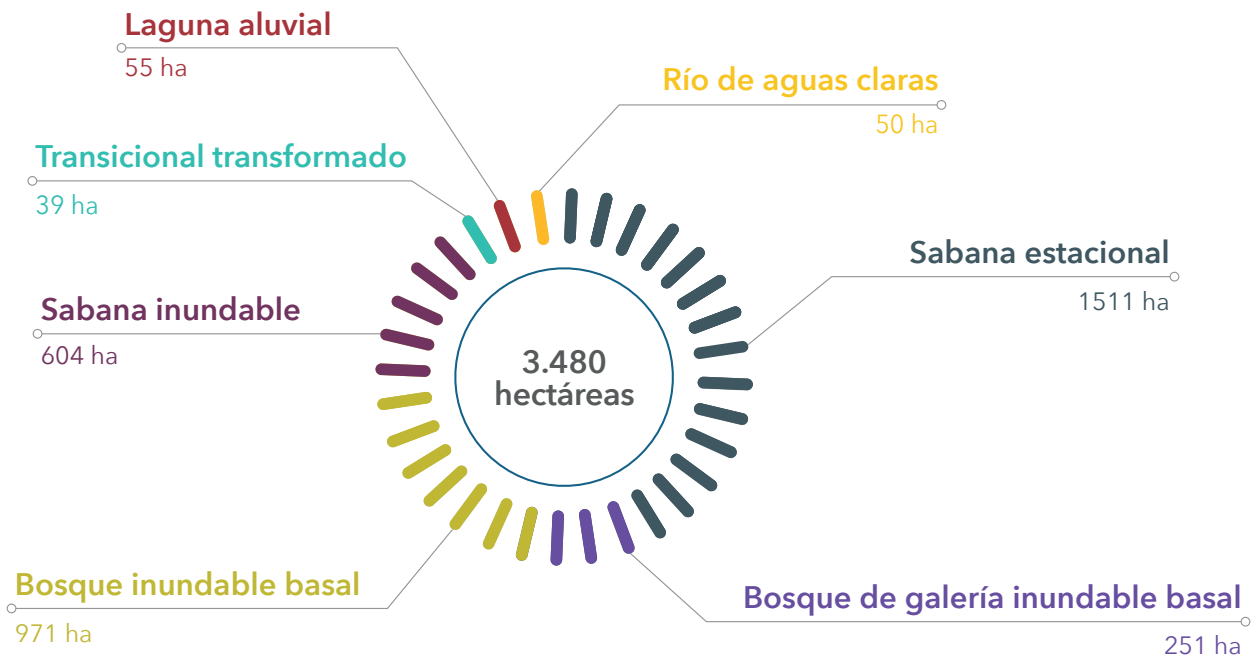 Laguna aluvial
55 ha
Río de aguas claras
50 ha
Transicional transformado
39 ha
Sabana estacional
1511 ha
Sabana inundable
604 ha
3.480
hectáreas
Bosque inundable basal
971 ha
Bosque de galería inundable basal
251 ha